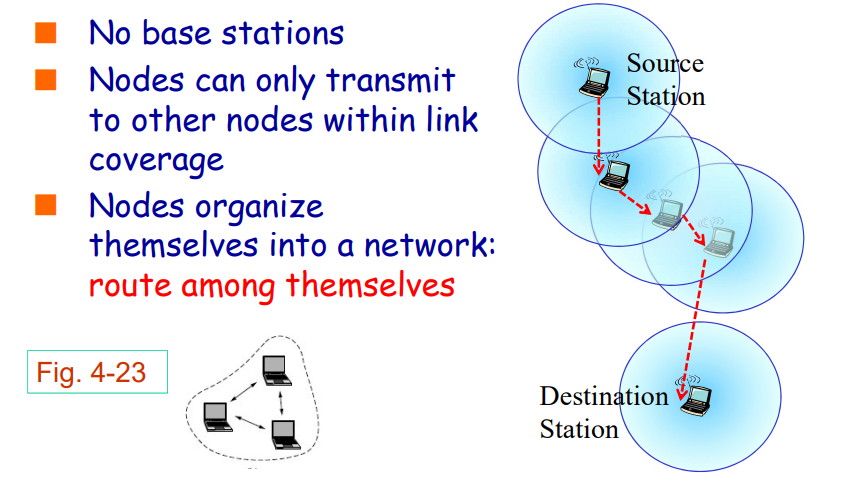 No base stations
Nodes can only transmit
to other nodes within link
coverage
Nodes organize
themselves into a network:
route among themselves
Fig. 4-23
Source
Station
Destination
Station